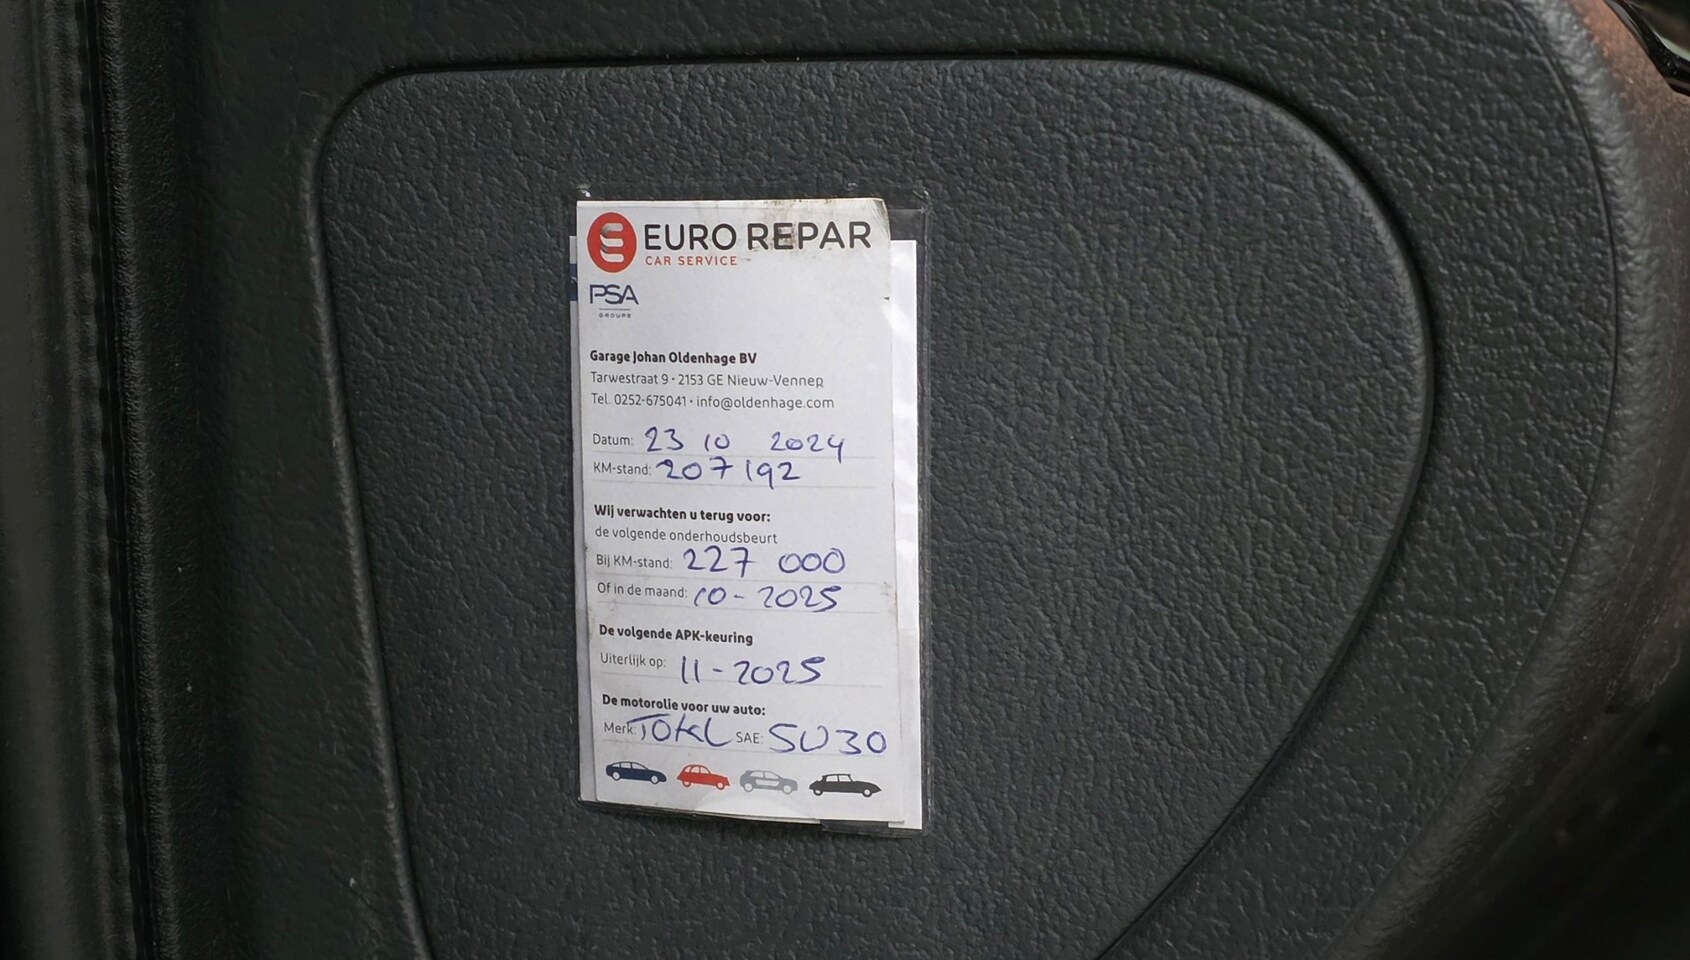 EURO REPAR
CAR SERVICE
PSA
GROUPE
Garage Johan Oldenhage BV
Tarwestraat 9 • 2153 GE Nieuw-Vennep
Tel. 0252-675041 • info@oldenhage.com
Datum: 23 10 2024
KM-stand: 207 192
Wij verwachten u terug voor:
de volgende onderhoudsbeurt
Bij KM-stand: 227 000
Of in de maand: 10 - 2025
De volgende APK-keuring
Uiterlijk op: 11 - 2025
De motorolie voor uw auto:
Merk: Total SAE: 5W30